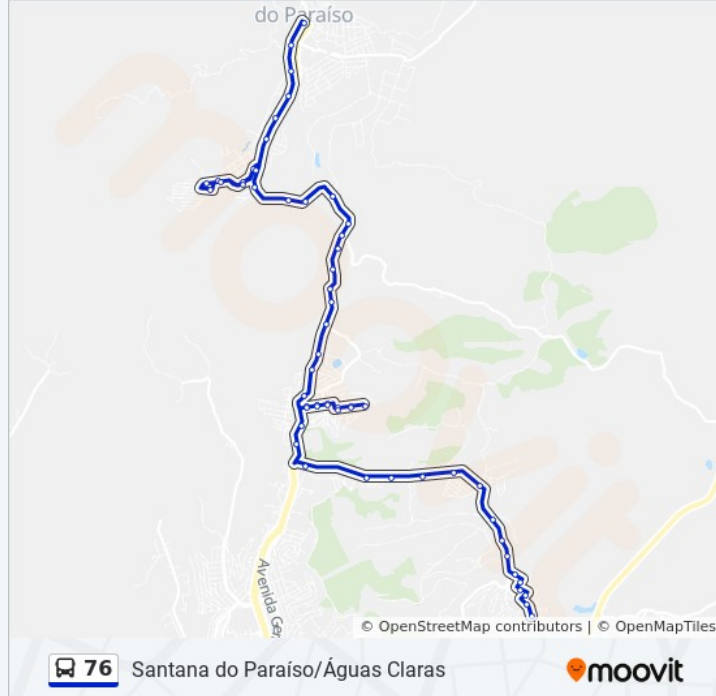 do Paraíso
Avenida Ge
© OpenStreetMap contributors | © OpenMapTiles
76 Santana do Paraíso/Águas Claras
moovit